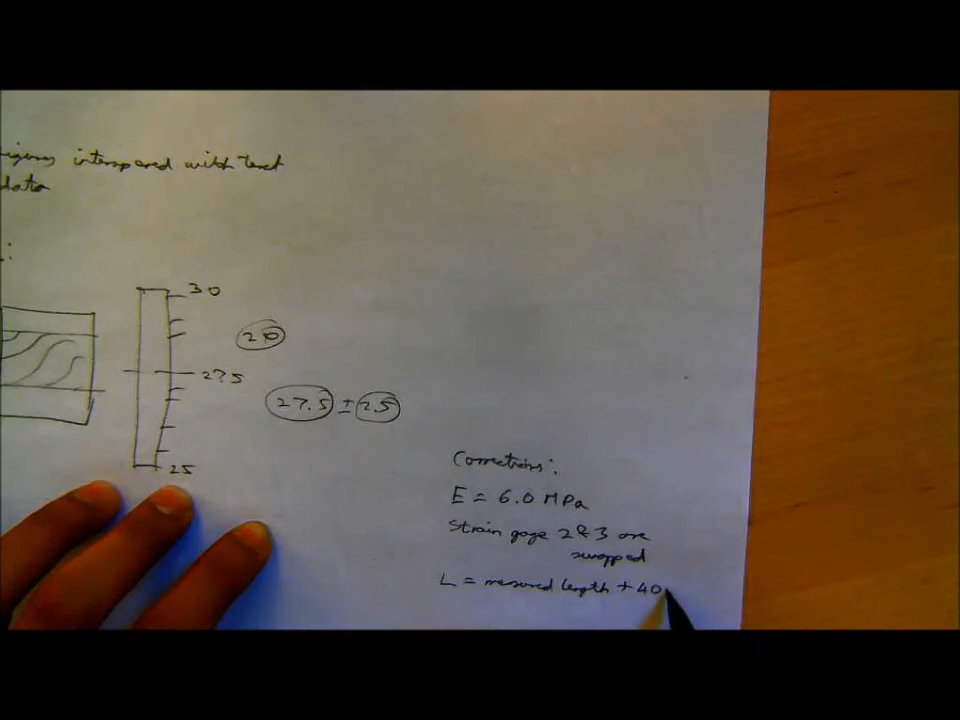 interspersed with text
data
:
30
20
27.5
27.5 ± 2.5
25
Corrections:
E = 6.0 MPa
Strain gage 2 & 3 are
swapped
L = measured length + 40